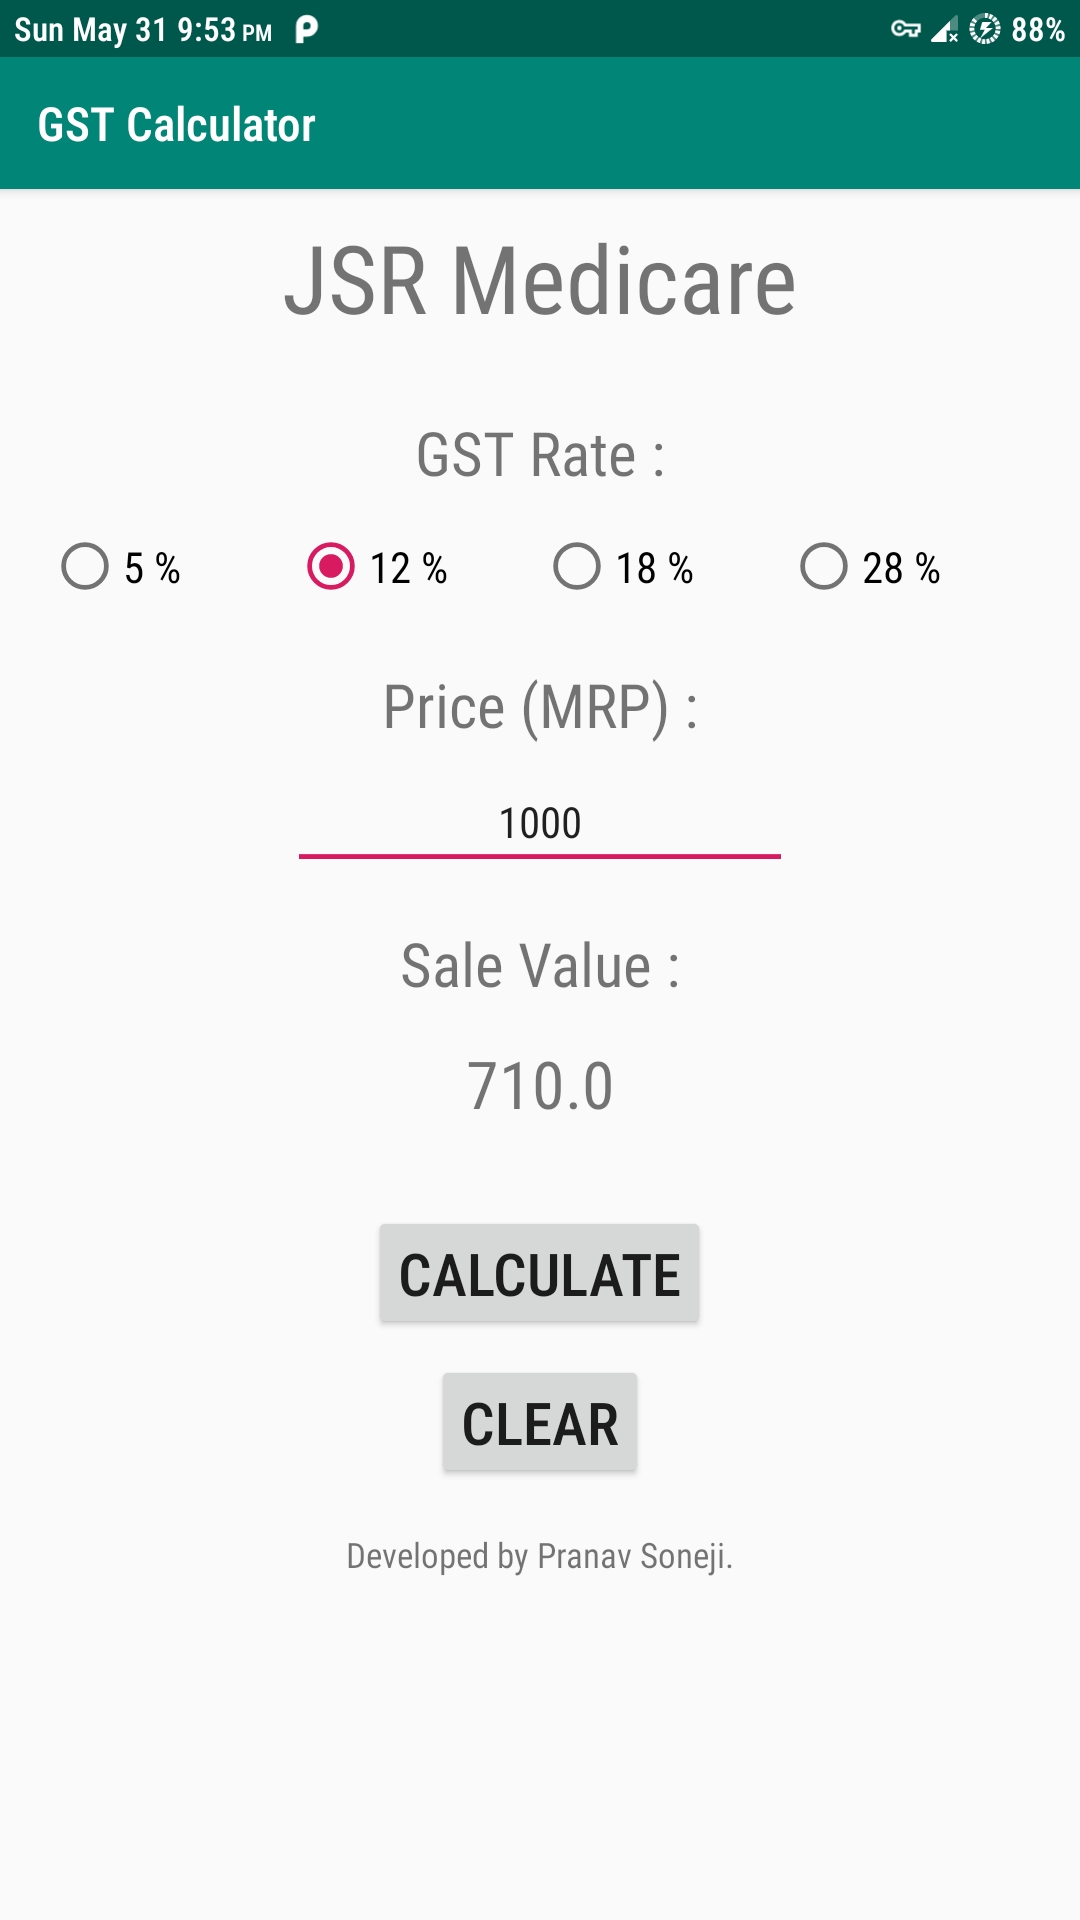 Sun May 31 9:53 PM 88%
GST Calculator
JSR Medicare
GST Rate :
5 % 12 % 18 % 28 %
Price (MRP) :
1000
Sale Value :
710.0
CALCULATE
CLEAR
Developed by Pranav Soneji.